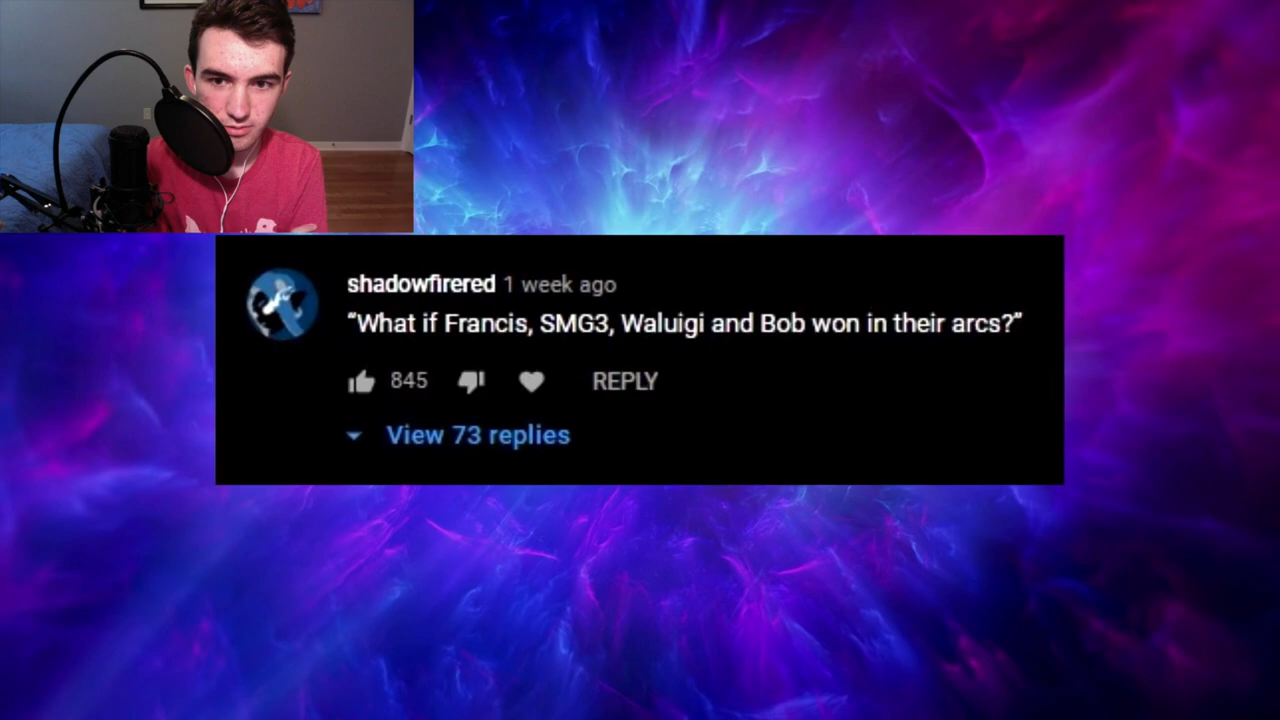 shadowfirered 1 week ago
“What if Francis, SMG3, Waluigi and Bob won in their arcs?”
845 REPLY
View 73 replies